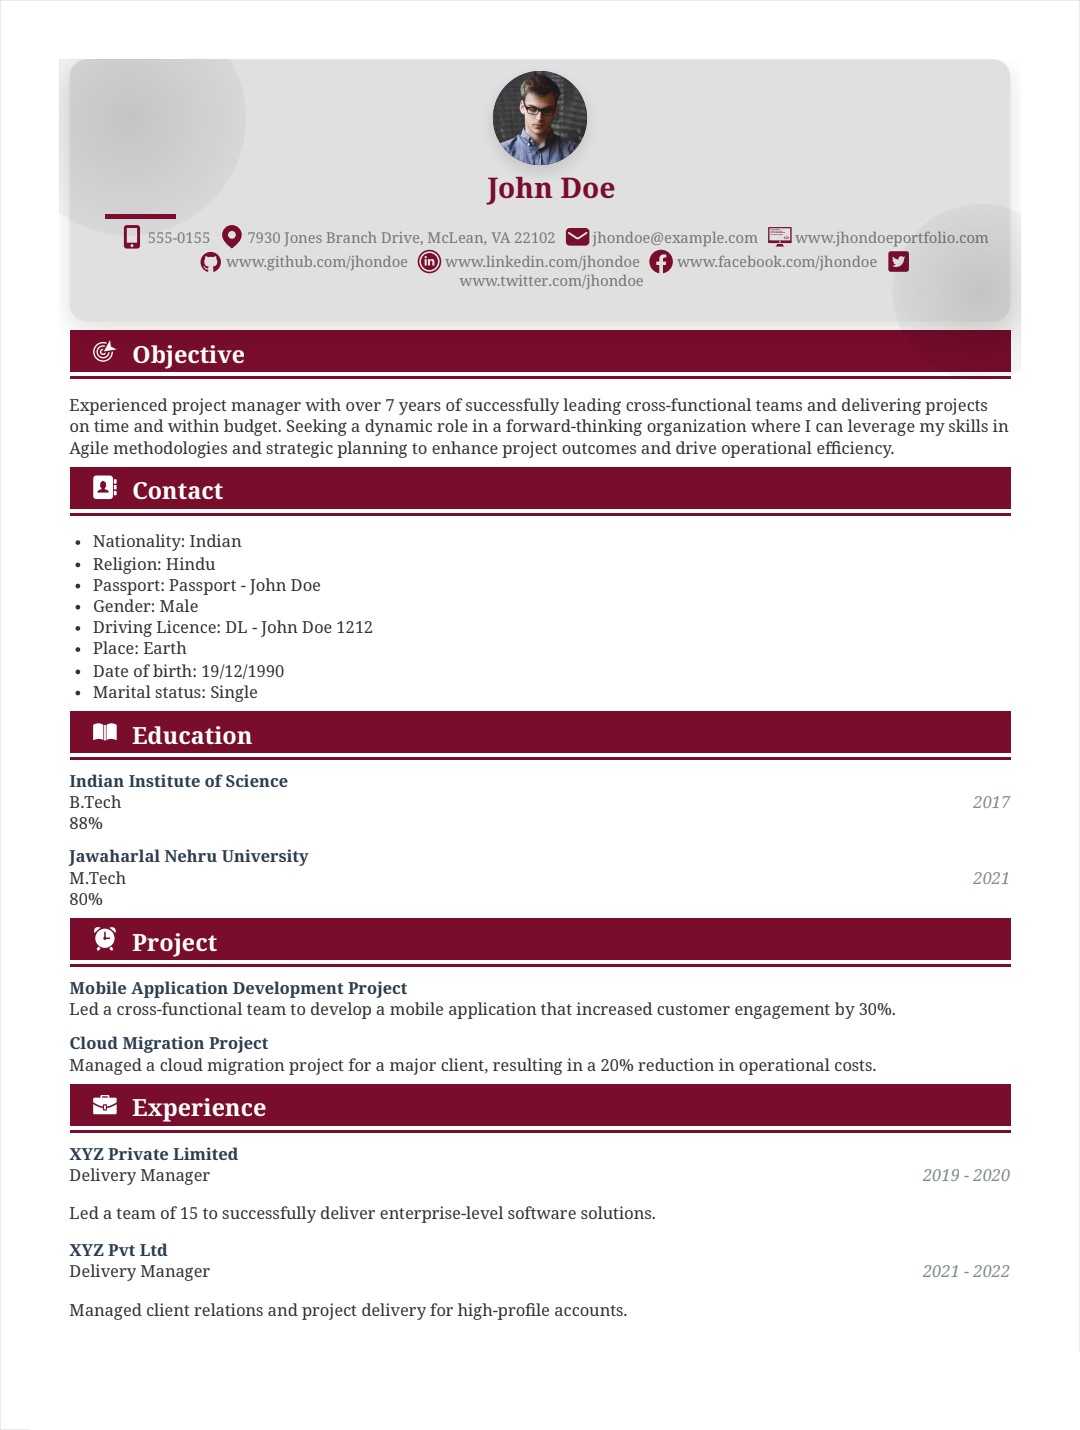 John Doe
555-0155 7930 Jones Branch Drive, McLean, VA 22102 jhondoe@example.com www.jhondoeportfolio.com
www.github.com/jhondoe www.linkedin.com/jhondoe www.facebook.com/jhondoe
www.twitter.com/jhondoe
Objective
Experienced project manager with over 7 years of successfully leading cross-functional teams and delivering projects
on time and within budget. Seeking a dynamic role in a forward-thinking organization where I can leverage my skills in
Agile methodologies and strategic planning to enhance project outcomes and drive operational efficiency.
Contact
• Nationality: Indian
• Religion: Hindu
• Passport: Passport - John Doe
• Gender: Male
• Driving Licence: DL - John Doe 1212
• Place: Earth
• Date of birth: 19/12/1990
• Marital status: Single
Education
Indian Institute of Science
B.Tech 2017
88%
Jawaharlal Nehru University
M.Tech 2021
80%
Project
Mobile Application Development Project
Led a cross-functional team to develop a mobile application that increased customer engagement by 30%.
Cloud Migration Project
Managed a cloud migration project for a major client, resulting in a 20% reduction in operational costs.
Experience
XYZ Private Limited
Delivery Manager 2019 - 2020
Led a team of 15 to successfully deliver enterprise-level software solutions.
XYZ Pvt Ltd
Delivery Manager 2021 - 2022
Managed client relations and project delivery for high-profile accounts.